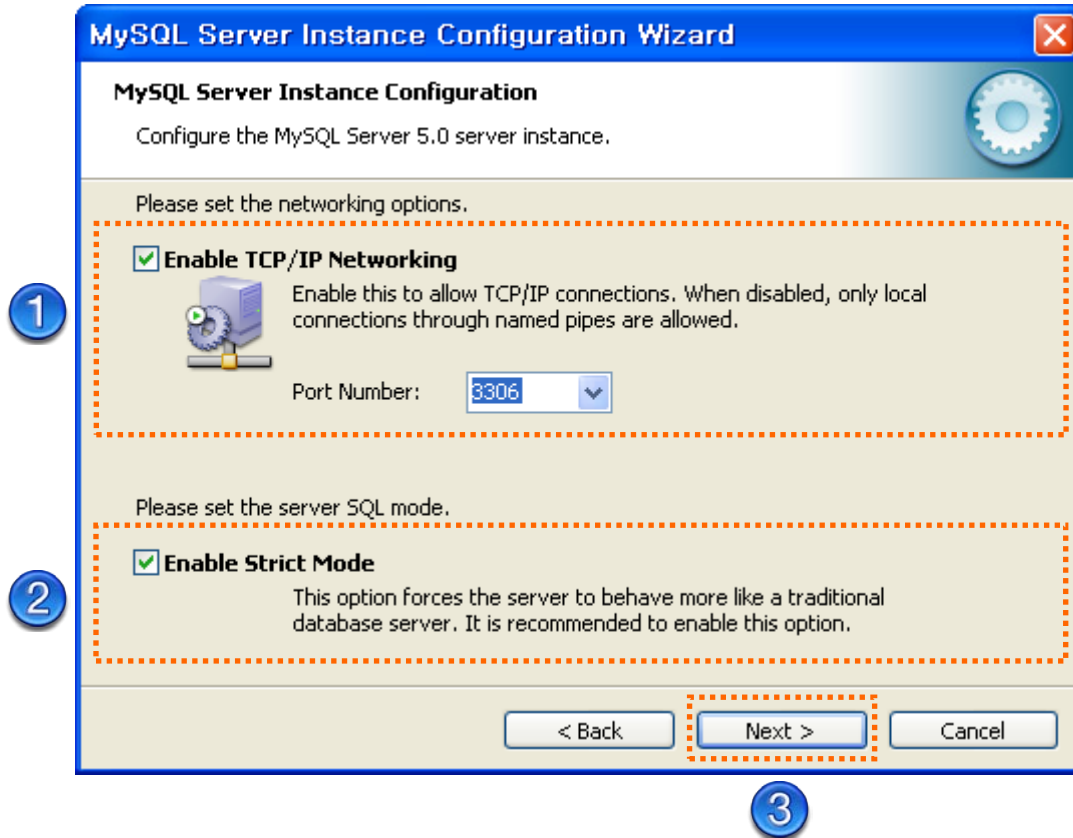 MySQL Server Instance Configuration Wizard
MySQL Server Instance Configuration
Configure the MySQL Server 5.0 server instance.
Please set the networking options.
Enable TCP/IP Networking
1
Enable this to allow TCP/IP connections. When disabled, only local
connections through named pipes are allowed.
Port Number: 3306
Please set the server SQL mode.
Enable Strict Mode
2
This option forces the server to behave more like a traditional
database server. It is recommended to enable this option.
< Back Next > Cancel
3